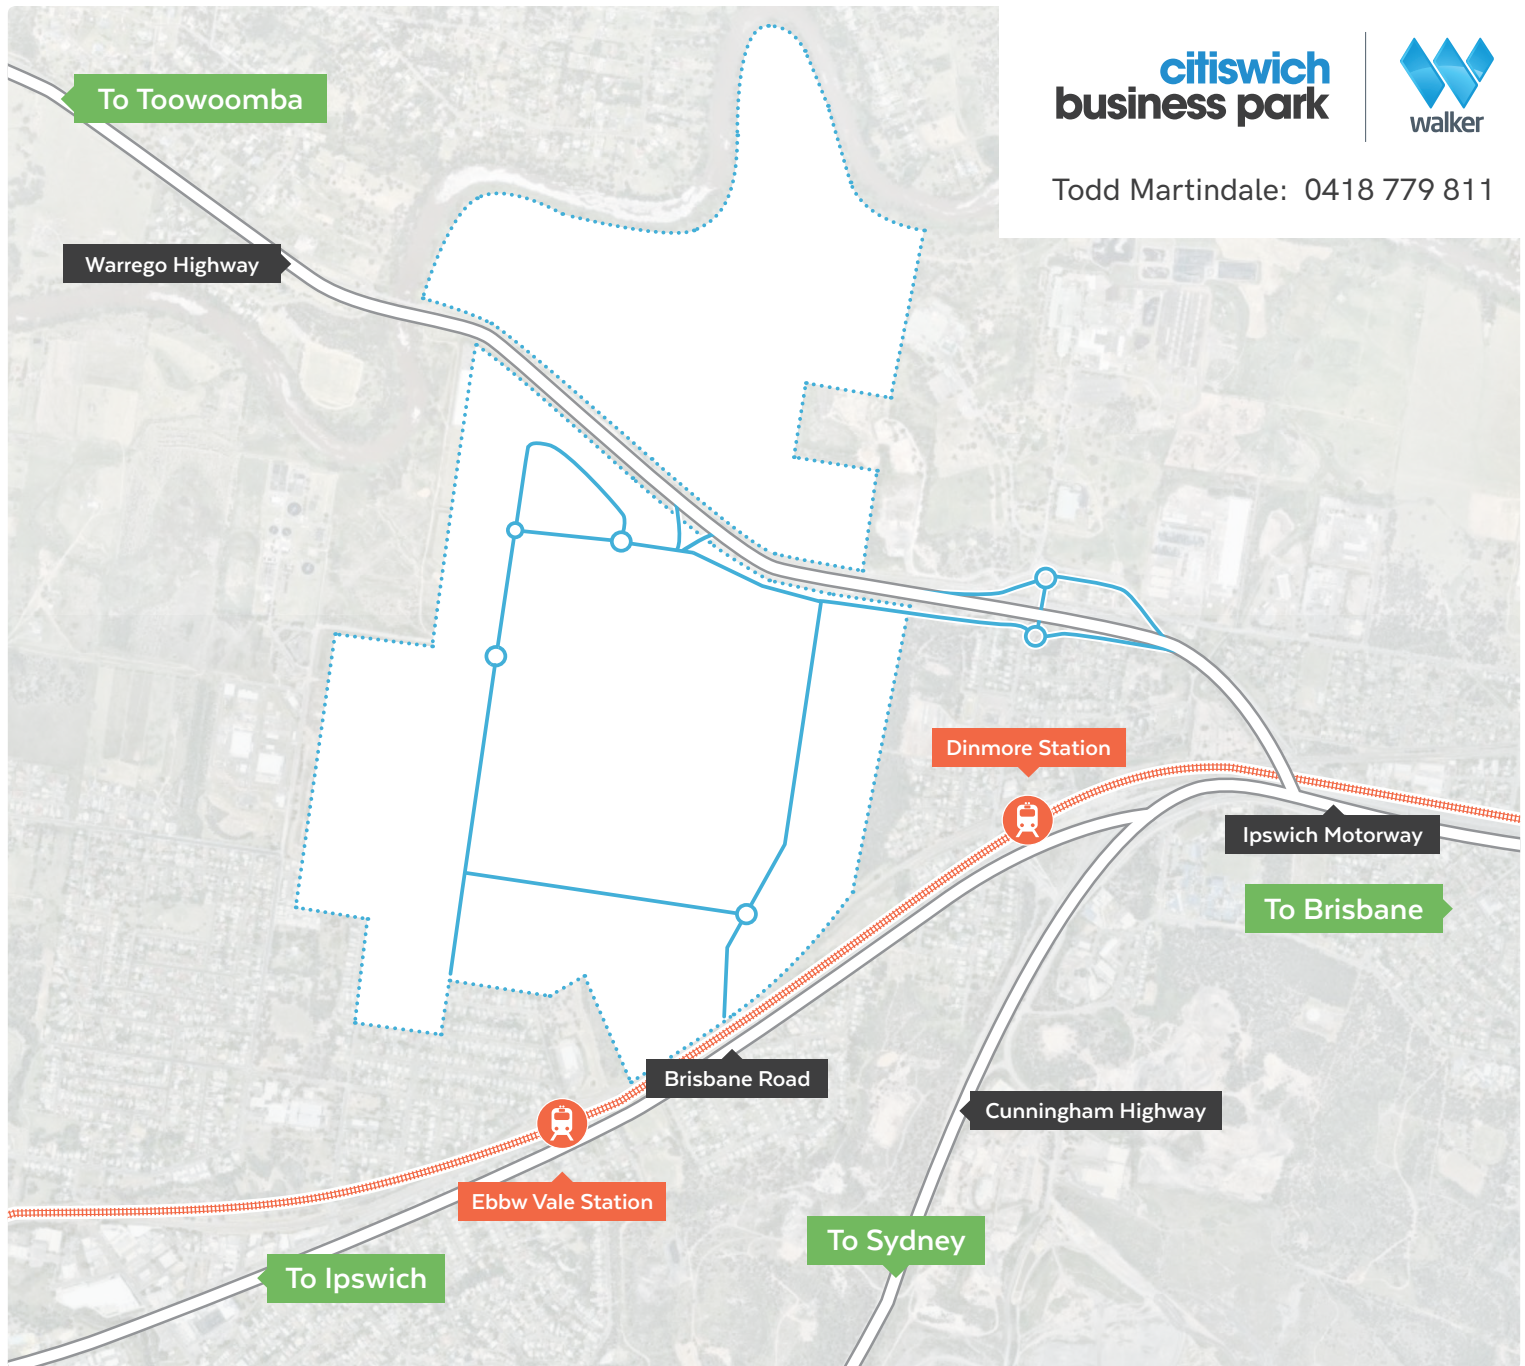 citiswich
business park
walker
Todd Martindale: 0418 779 811
To Toowoomba
Warrego Highway
Dinmore Station
Ipswich Motorway
To Brisbane
Brisbane Road
Cunningham Highway
Ebbw Vale Station
To Sydney
To Ipswich